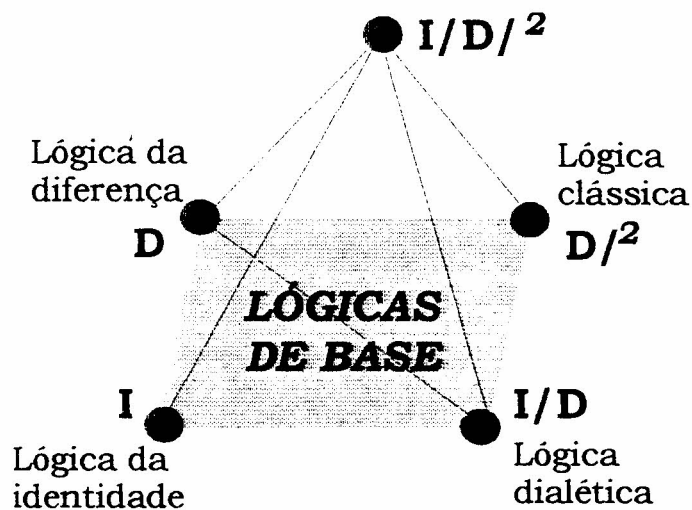 I/D/²
Lógica da
diferença
D
Lógica
clássica
D/²
LÓGICAS
DE BASE
I
Lógica da
identidade
I/D
Lógica
dialética